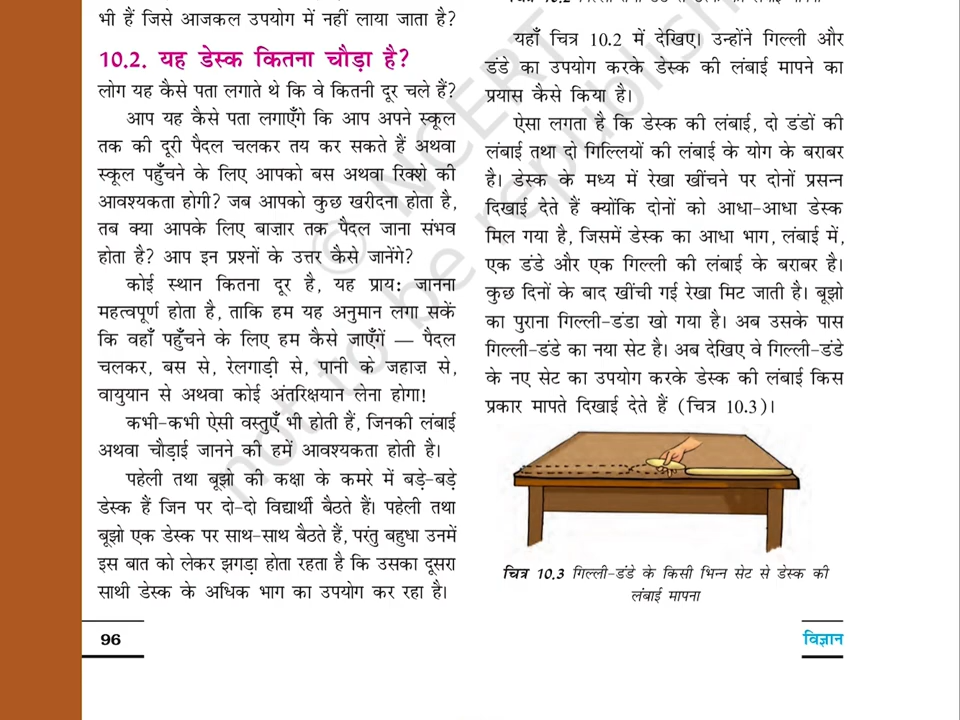 भी हैं जिसे आजकल उपयोग में नहीं लाया जाता है?
10.2. यह डेस्क कितना चौड़ा है?
लोग यह कैसे पता लगाते थे कि वे कितनी दूर चले हैं?
आप यह कैसे पता लगाएँगे कि आप अपने स्कूल
तक की दूरी पैदल चलकर तय कर सकते हैं अथवा
स्कूल पहुँचने के लिए आपको बस अथवा रिक्शे की
आवश्यकता होगी? जब आपको कुछ खरीदना होता है,
तब क्या आपके लिए बाज़ार तक पैदल जाना संभव
होता है? आप इन प्रश्नों के उत्तर कैसे जानेंगे?
कोई स्थान कितना दूर है, यह प्राय: जानना
महत्वपूर्ण होता है, ताकि हम यह अनुमान लगा सकें
कि वहाँ पहुँचने के लिए हम कैसे जाएँगें — पैदल
चलकर, बस से, रेलगाड़ी से, पानी के जहाज़ से,
वायुयान से अथवा कोई अंतरिक्षयान लेना होगा!
कभी-कभी ऐसी वस्तुएँ भी होती हैं, जिनकी लंबाई
अथवा चौड़ाई जानने की हमें आवश्यकता होती है।
पहेली तथा बूझो की कक्षा के कमरे में बड़े-बड़े
डेस्क हैं जिन पर दो-दो विद्यार्थी बैठते हैं। पहेली तथा
बूझो एक डेस्क पर साथ-साथ बैठते हैं, परंतु बहुधा उनमें
इस बात को लेकर झगड़ा होता रहता है कि उसका दूसरा
साथी डेस्क के अधिक भाग का उपयोग कर रहा है।
यहाँ चित्र 10.2 में देखिए। उन्होंने गिल्ली और
डंडे का उपयोग करके डेस्क की लंबाई मापने का
प्रयास कैसे किया है।
ऐसा लगता है कि डेस्क की लंबाई, दो डंडों की
लंबाई तथा दो गिल्लियों की लंबाई के योग के बराबर
है। डेस्क के मध्य में रेखा खींचने पर दोनों प्रसन्न
दिखाई देते हैं क्योंकि दोनों को आधा-आधा डेस्क
मिल गया है, जिसमें डेस्क का आधा भाग, लंबाई में,
एक डंडे और एक गिल्ली की लंबाई के बराबर है।
कुछ दिनों के बाद खींची गई रेखा मिट जाती है। बूझो
का पुराना गिल्ली-डंडा खो गया है। अब उसके पास
गिल्ली-डंडे का नया सेट है। अब देखिए वे गिल्ली-डंडे
के नए सेट का उपयोग करके डेस्क की लंबाई किस
प्रकार मापते दिखाई देते हैं (चित्र 10.3)।
चित्र 10.3 गिल्ली-डंडे के किसी भिन्न सेट से डेस्क की
लंबाई मापना
96
विज्ञान
© NCERT
not to be republish